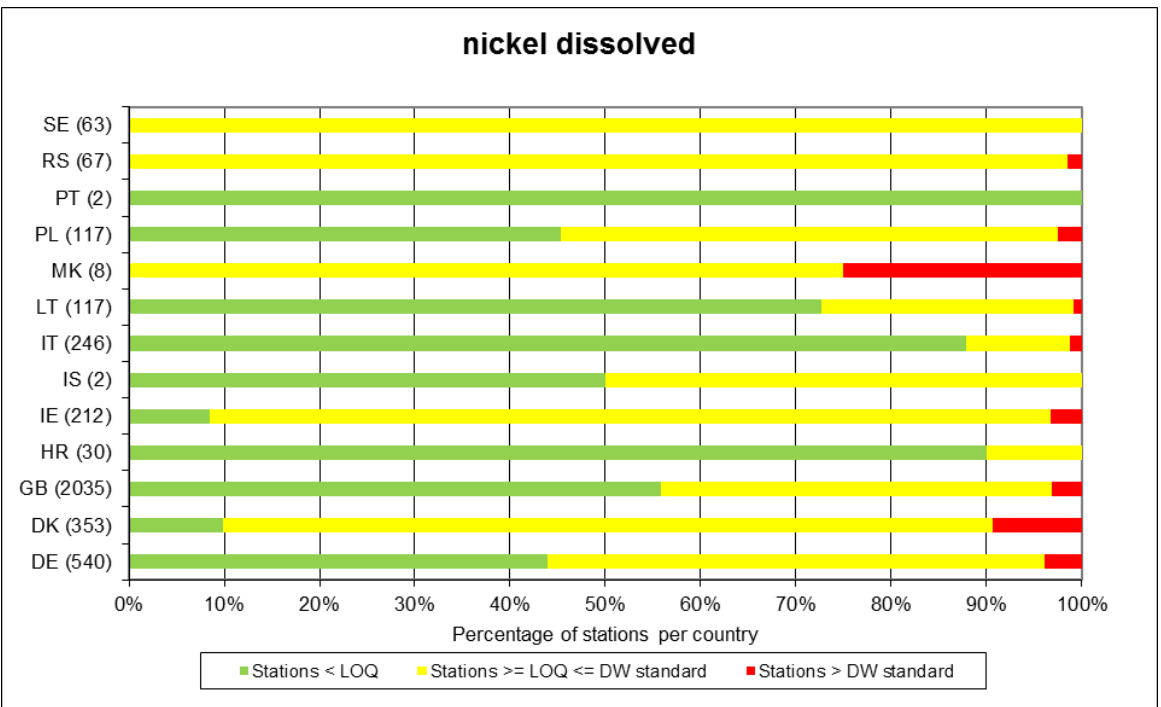 nickel dissolved
SE (63)
RS (67)
PT (2)
PL (117)
MK (8)
LT (117)
IT (246)
IS (2)
IE (212)
HR (30)
GB (2035)
DK (353)
DE (540)
0% 10% 20% 30% 40% 50% 60% 70% 80% 90% 100%
Percentage of stations per country
Stations < LOQ Stations >= LOQ <= DW standard Stations > DW standard